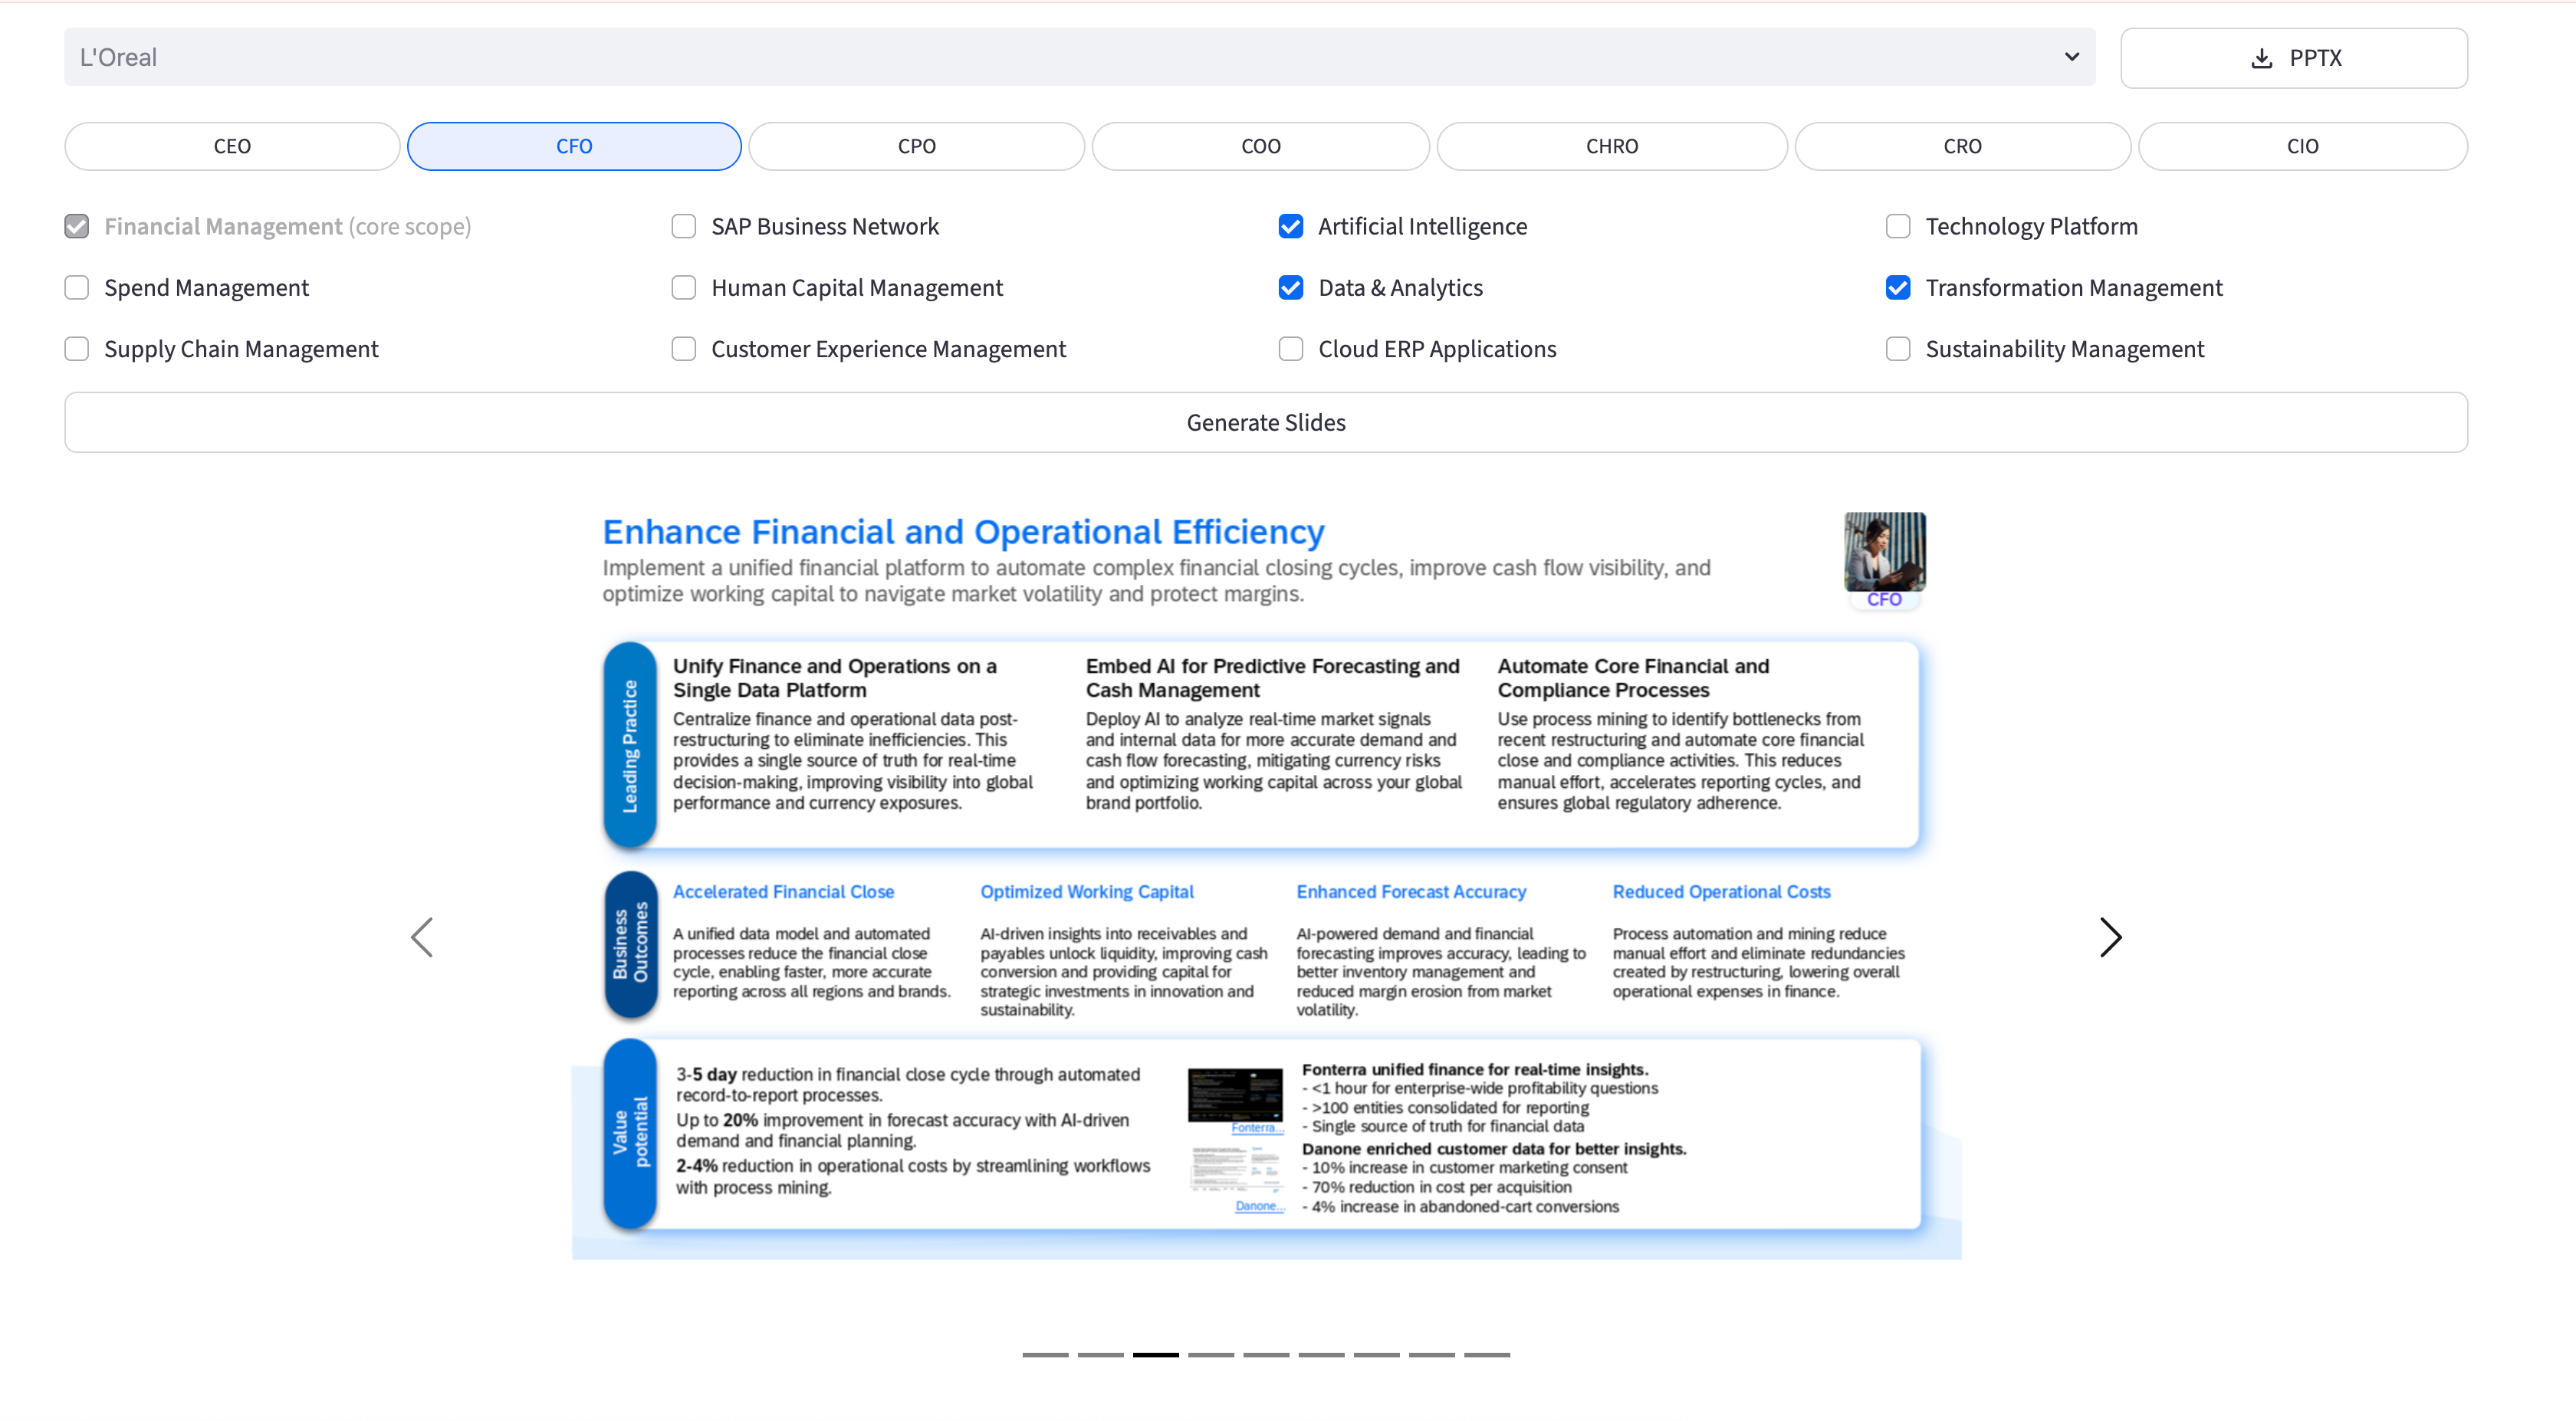 L'Oreal
PPTX
CEO
CFO
CPO
COO
CHRO
CRO
CIO
Financial Management (core scope)
SAP Business Network
Artificial Intelligence
Technology Platform
Spend Management
Human Capital Management
Data & Analytics
Transformation Management
Supply Chain Management
Customer Experience Management
Cloud ERP Applications
Sustainability Management
Generate Slides
Enhance Financial and Operational Efficiency
Implement a unified financial platform to automate complex financial closing cycles, improve cash flow visibility, and
optimize working capital to navigate market volatility and protect margins.
CFO
Leading Practice
Unify Finance and Operations on a
Single Data Platform
Centralize finance and operational data post-
restructuring to eliminate inefficiencies. This
provides a single source of truth for real-time
decision-making, improving visibility into global
performance and currency exposures.
Embed AI for Predictive Forecasting and
Cash Management
Deploy AI to analyze real-time market signals
and internal data for more accurate demand and
cash flow forecasting, mitigating currency risks
and optimizing working capital across your global
brand portfolio.
Automate Core Financial and
Compliance Processes
Use process mining to identify bottlenecks from
recent restructuring and automate core financial
close and compliance activities. This reduces
manual effort, accelerates reporting cycles, and
ensures global regulatory adherence.
Business
Outcomes
Accelerated Financial Close
A unified data model and automated
processes reduce the financial close
cycle, enabling faster, more accurate
reporting across all regions and brands.
Optimized Working Capital
AI-driven insights into receivables and
payables unlock liquidity, improving cash
conversion and providing capital for
strategic investments in innovation and
sustainability.
Enhanced Forecast Accuracy
AI-powered demand and financial
forecasting improves accuracy, leading to
better inventory management and
reduced margin erosion from market
volatility.
Reduced Operational Costs
Process automation and mining reduce
manual effort and eliminate redundancies
created by restructuring, lowering overall
operational expenses in finance.
Value
potential
3-5 day reduction in financial close cycle through automated
record-to-report processes.
Up to 20% improvement in forecast accuracy with AI-driven
demand and financial planning.
2-4% reduction in operational costs by streamlining workflows
with process mining.
Fonterra...
Fonterra unified finance for real-time insights.
- <1 hour for enterprise-wide profitability questions
- >100 entities consolidated for reporting
- Single source of truth for financial data
Danone...
Danone enriched customer data for better insights.
- 10% increase in customer marketing consent
- 70% reduction in cost per acquisition
- 4% increase in abandoned-cart conversions